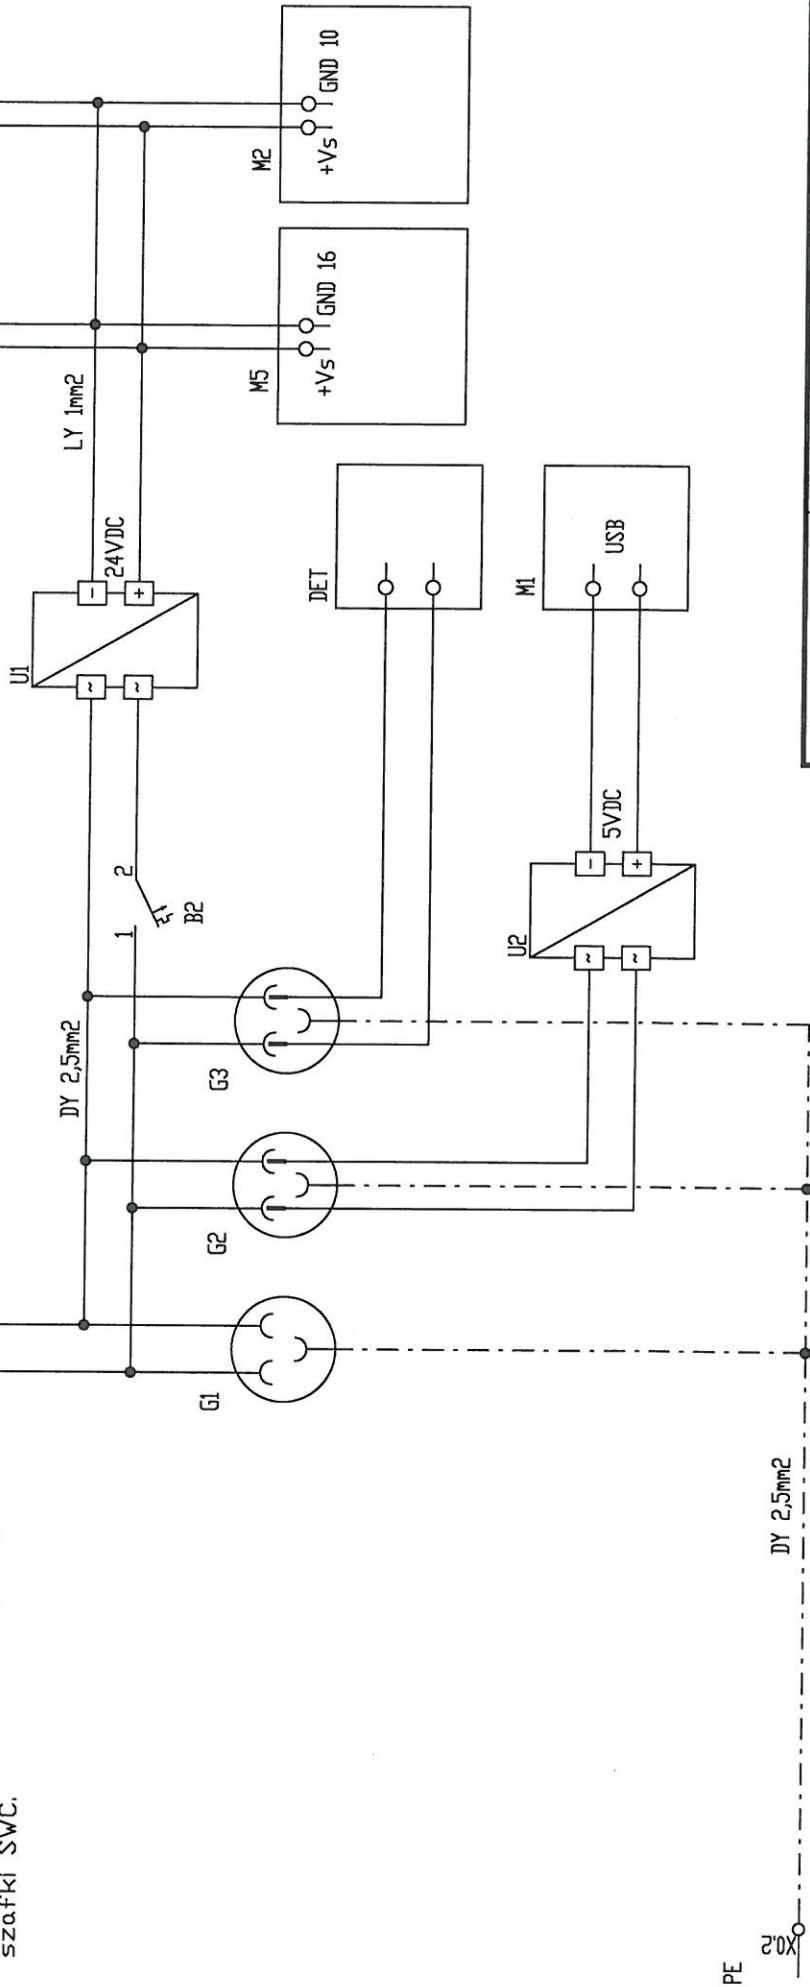 szafki SWC.
PE
X0.2
DY 2,5mm2
G1
G2
G3
DY 2,5mm2
1
2
B2
U1
~
~
-
+
24VDC
LY 1mm2
U2
~
~
-
+
5VDC
DET
M1
USB
M5
+Vs
GND 16
M2
+Vs
GND 10